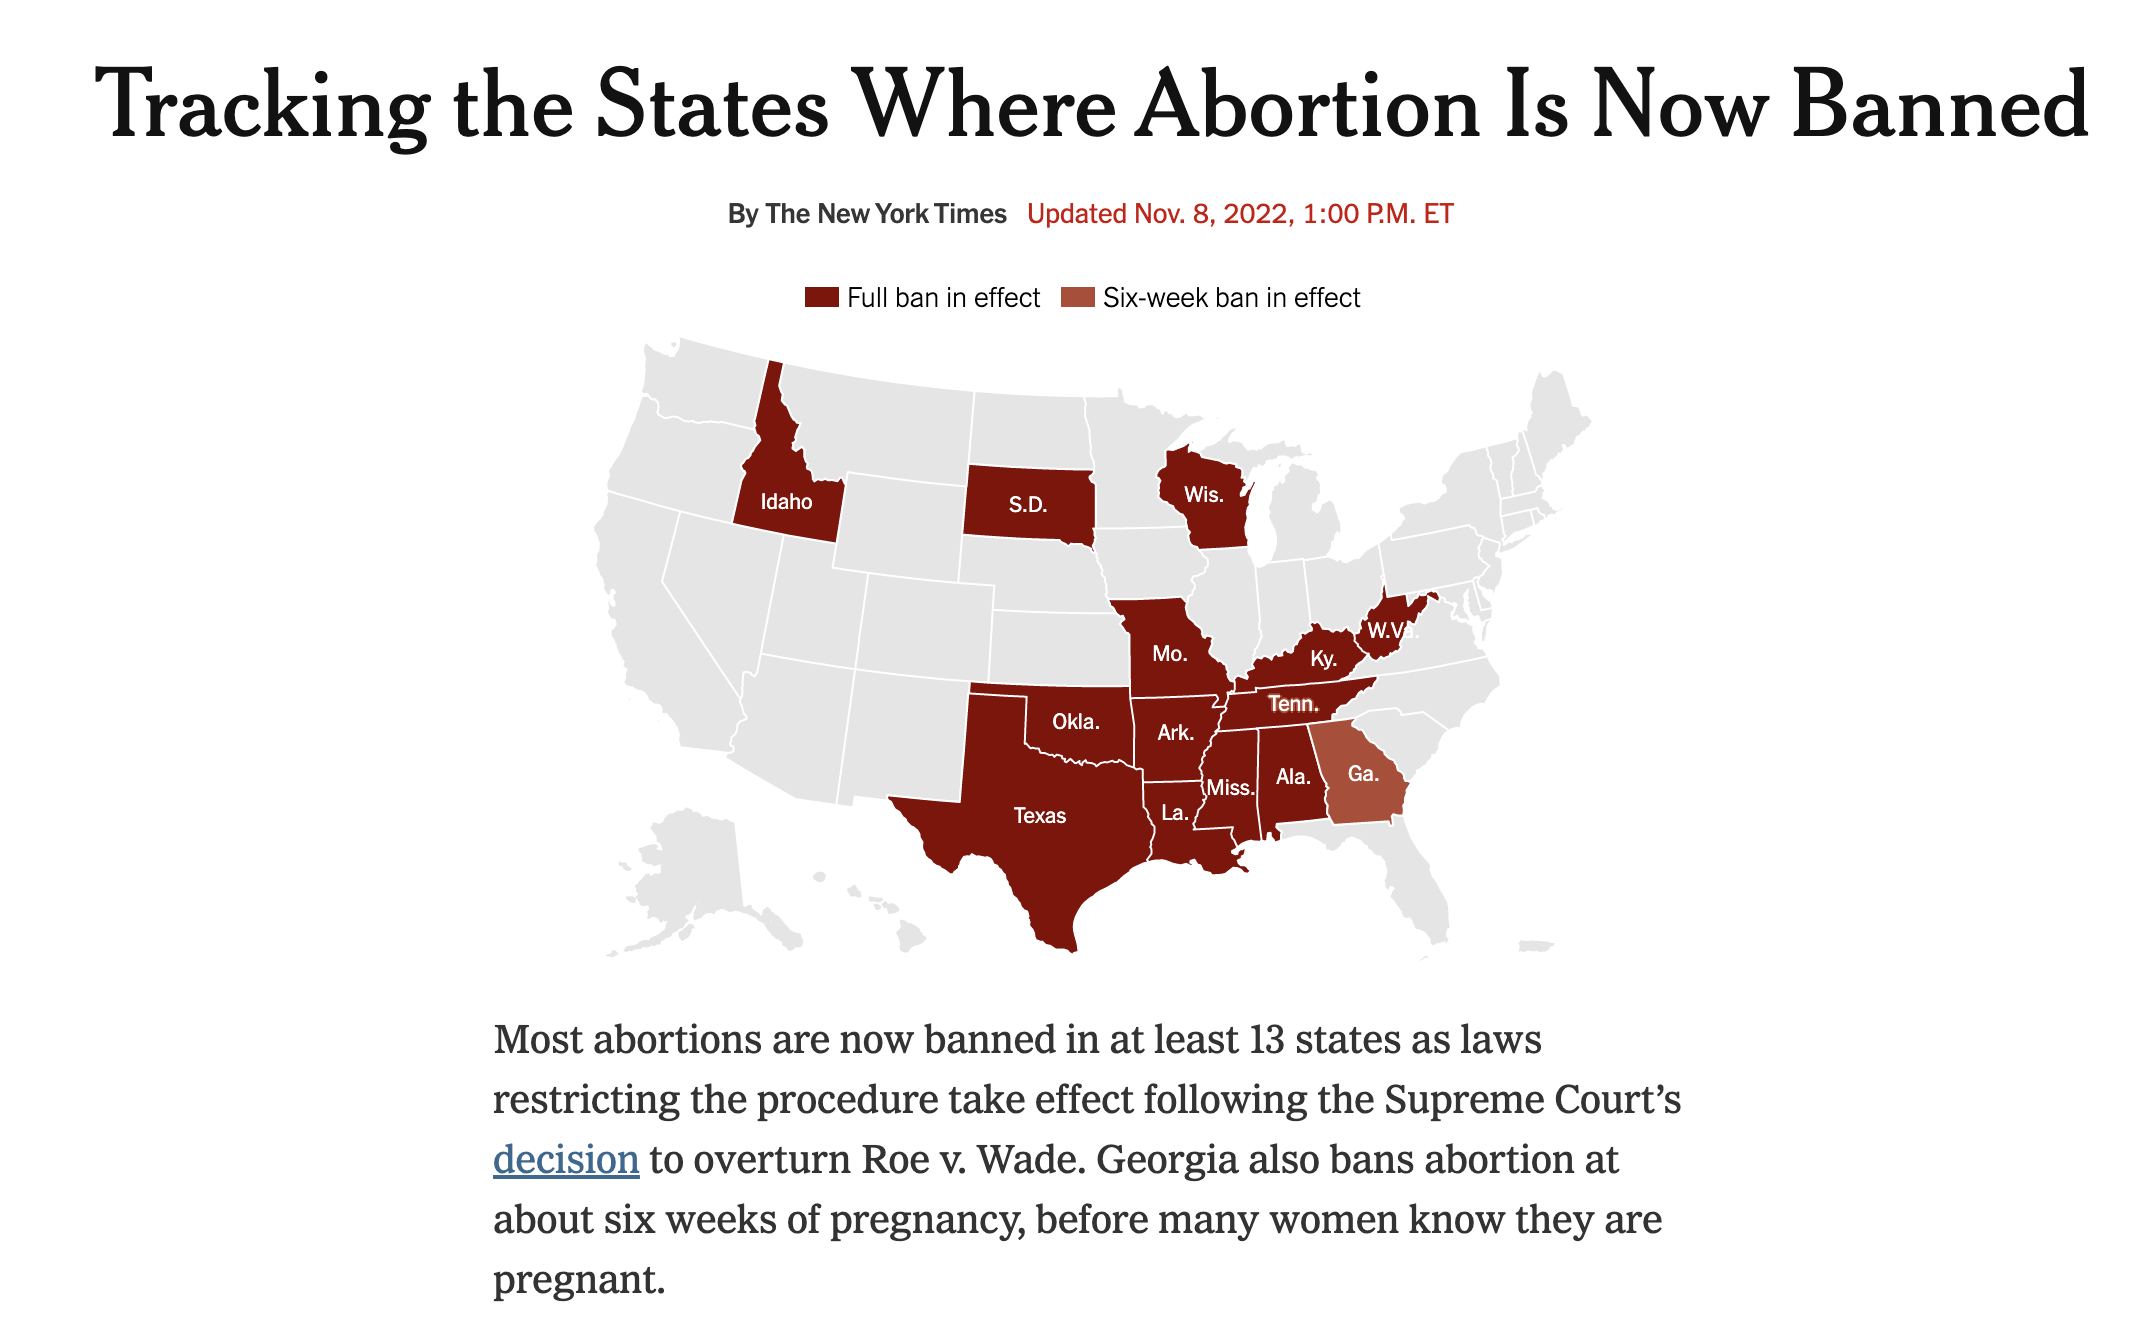 Tracking the States Where Abortion Is Now Banned
By The New York Times Updated Nov. 8, 2022, 1:00 P.M. ET
Full ban in effect Six-week ban in effect
Idaho
S.D.
Wis.
W.Va.
Mo.
Ky.
Tenn.
Okla.
Ark.
Ga.
Ala.
Miss.
La.
Texas
Most abortions are now banned in at least 13 states as laws
restricting the procedure take effect following the Supreme Court’s
decision to overturn Roe v. Wade. Georgia also bans abortion at
about six weeks of pregnancy, before many women know they are
pregnant.